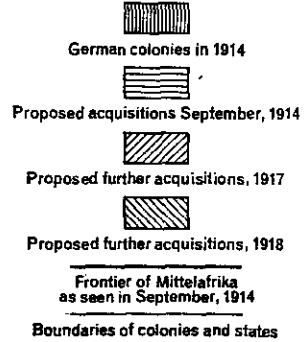 German colonies in 1914
Proposed acquisitions September, 1914
Proposed further acquisitions, 1917
Proposed further acquisitions, 1918
Frontier of Mittelafrika
as seen in September, 1914
Boundaries of colonies and states